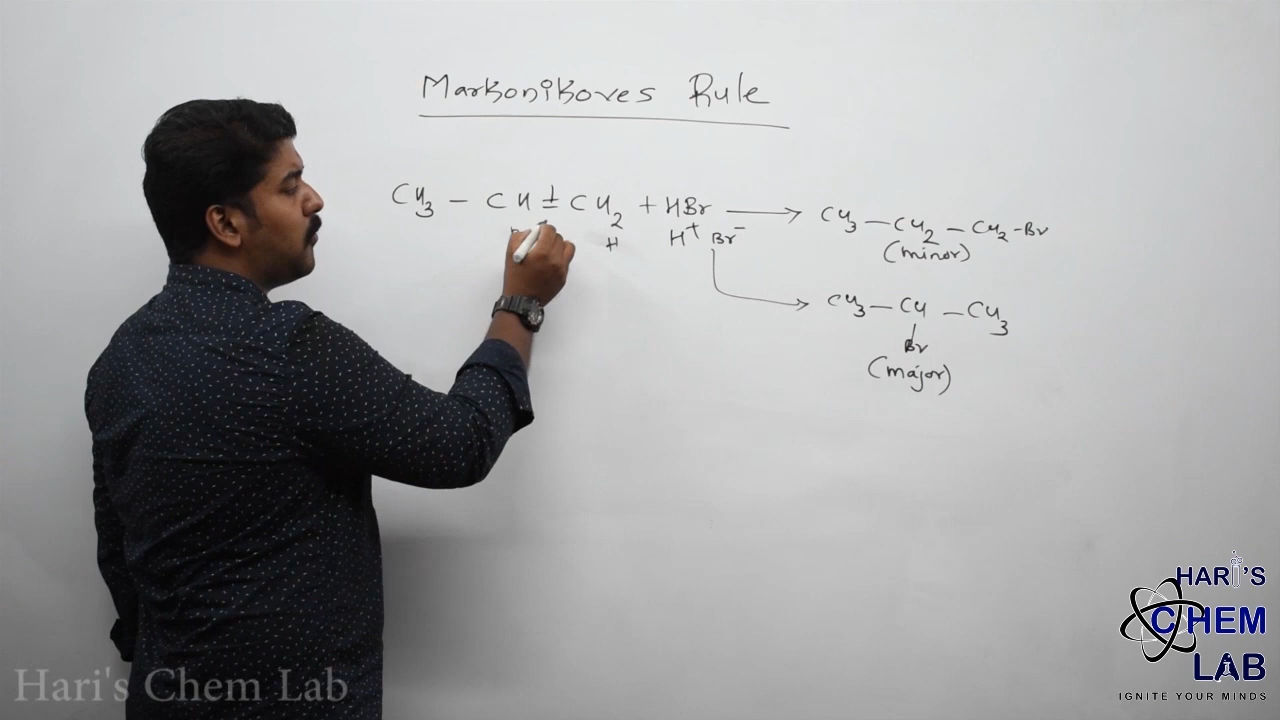 Markonikoves Rule
CH3 — CH = CH2 + HBr → CH3 — CH2 — CH2-Br
H H+ Br- (minor)
CH3 — CH — CH3
Br
(major)
HARI'S
CHEM
LAB
IGNITE YOUR MINDS
Hari's Chem Lab